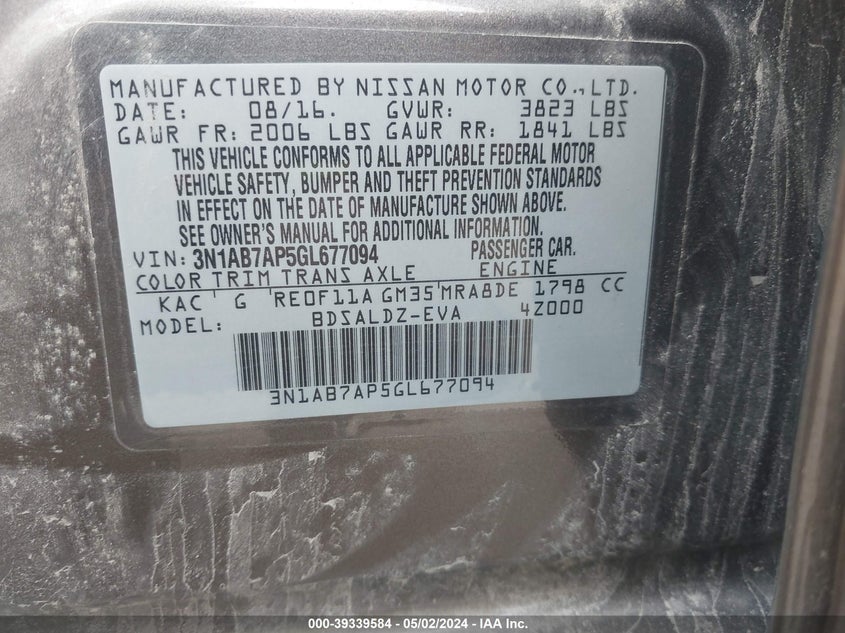 MANUFACTURED BY NISSAN MOTOR CO., LTD.
DATE: 08/16. GVWR: 3823 LBS
GAWR FR: 2006 LBS GAWR RR: 1841 LBS
THIS VEHICLE CONFORMS TO ALL APPLICABLE FEDERAL MOTOR
VEHICLE SAFETY, BUMPER AND THEFT PREVENTION STANDARDS
IN EFFECT ON THE DATE OF MANUFACTURE SHOWN ABOVE.
SEE OWNER'S MANUAL FOR ADDITIONAL INFORMATION.
VIN: 3N1AB7AP5GL677094 PASSENGER CAR.
COLOR TRIM TRANS AXLE ENGINE
KAC G RE0F11A GM35 MRA8DE 1798 CC
MODEL: BDSALDZ-EVA 4Z000
3N1AB7AP5GL677094
000-39339584 - 05/02/2024 - IAA Inc.